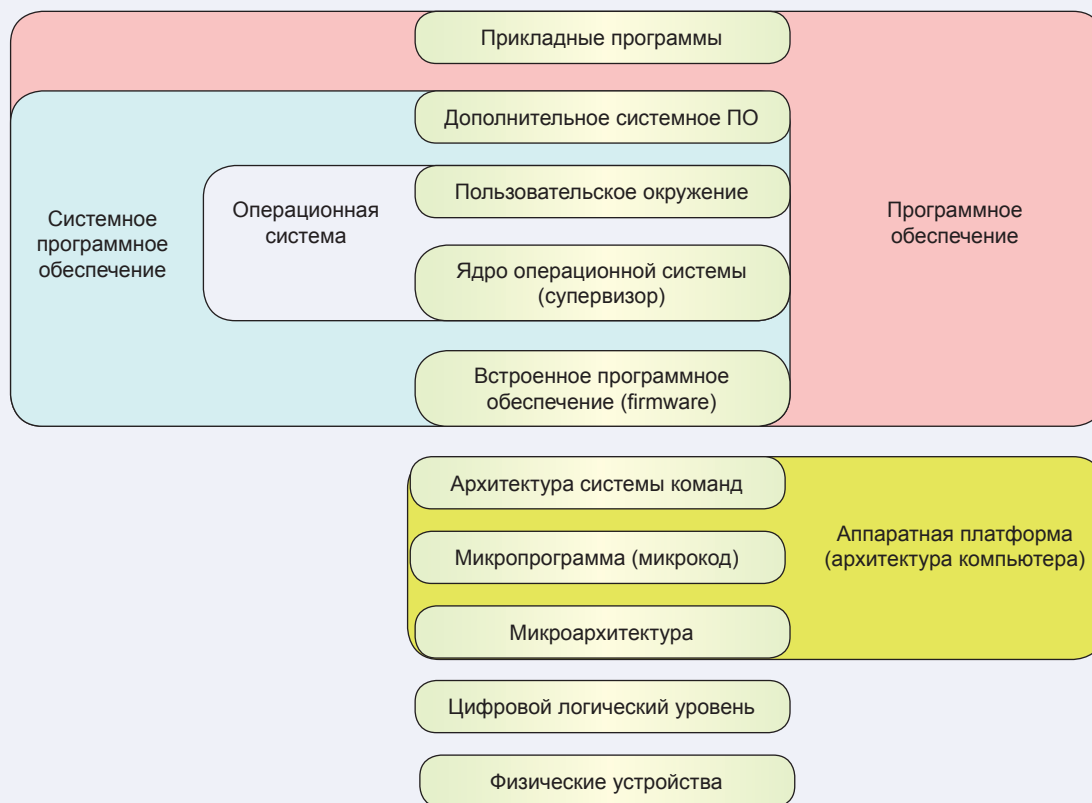 Прикладные программы
Дополнительное системное ПО
Пользовательское окружение
Системное
программное
обеспечение
Операционная
система
Программное
обеспечение
Ядро операционной системы
(супервизор)
Встроенное программное
обеспечение (firmware)
Архитектура системы команд
Микропрограмма (микрокод)
Аппаратная платформа
(архитектура компьютера)
Микроархитектура
Цифровой логический уровень
Физические устройства